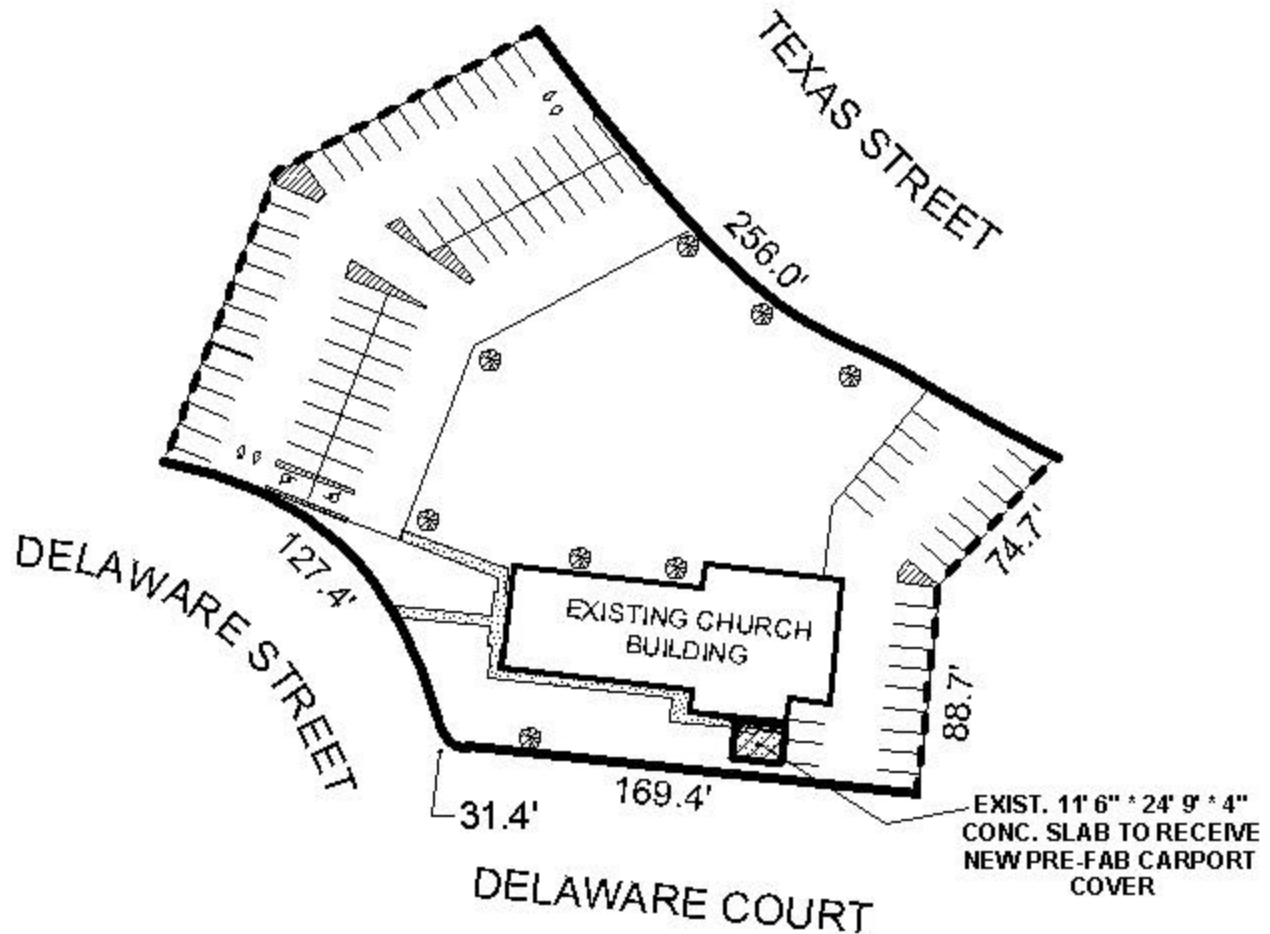 TEXAS STREET
256.0'
74.7'
DELAWARE STREET
127.4'
EXISTING CHURCH
BUILDING
88.7'
169.4'
31.4'
EXIST. 11' 6" * 24' 9' * 4"
CONC. SLAB TO RECEIVE
NEW PRE-FAB CARPORT
COVER
DELAWARE COURT